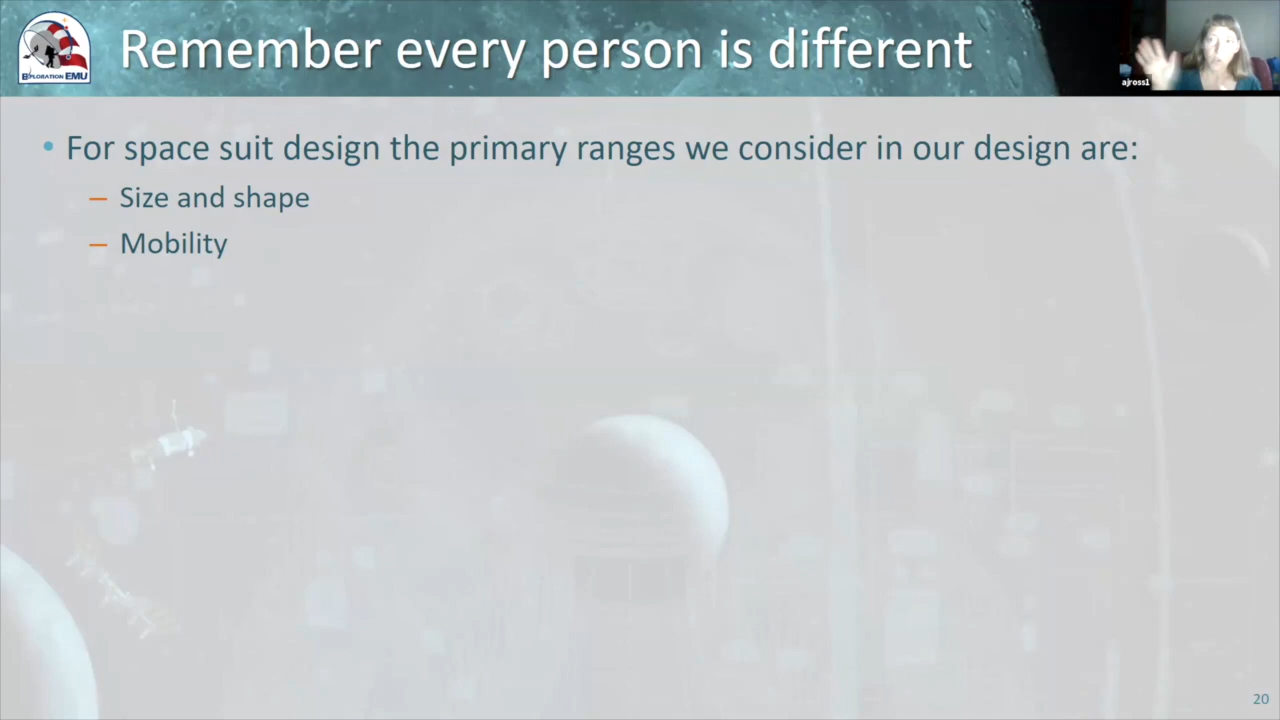 Remember every person is different
EXPLORATION EMU
ajross1
• For space suit design the primary ranges we consider in our design are:
– Size and shape
– Mobility
20